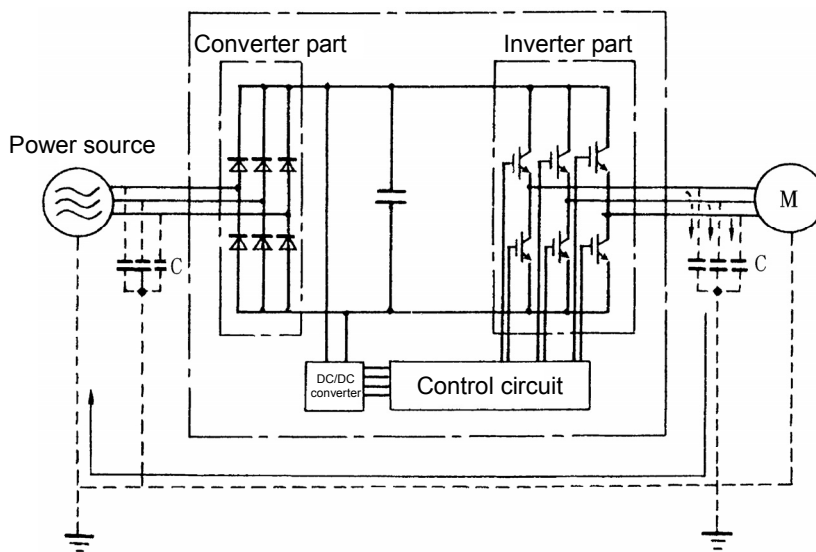 Converter part
Inverter part
Power source
M
C
C
DC/DC
converter
Control circuit